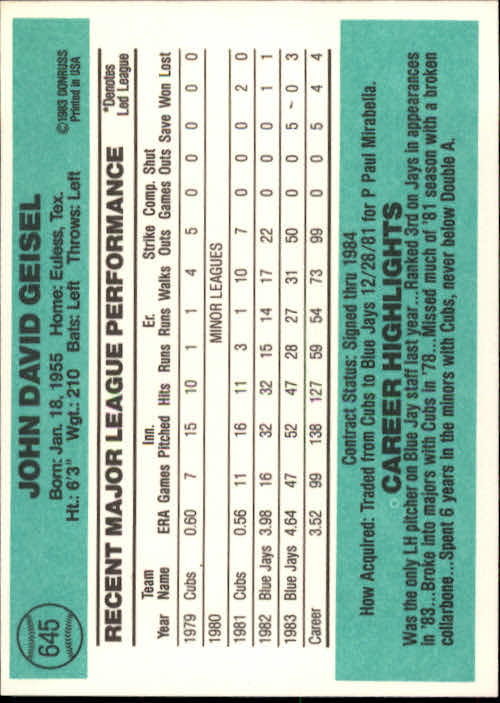 645
JOHN DAVID GEISEL
Born: Jan. 18, 1955 Home: Euless, Tex.
Ht.: 6'3" Wgt.: 210 Bats: Left Throws: Left
©1983 DONRUSS
Printed in USA
RECENT MAJOR LEAGUE PERFORMANCE
*Denotes
Led League
Team Inn. Er. Strike Comp. Shut
Year Name ERA Games Pitched Hits Runs Runs Walks Outs Games Outs Save Won Lost
1979 Cubs 0.60 7 15 10 1 1 4 5 0 0 0 0 0
1980 MINOR LEAGUES
1981 Cubs 0.56 11 16 11 3 1 10 7 0 0 0 2 0
1982 Blue Jays 3.98 16 32 32 15 14 17 22 0 0 0 1 1
1983 Blue Jays 4.64 47 52 47 28 27 31 50 0 0 5 0 3
Career 3.52 99 138 127 59 54 73 99 0 0 5 4 4
Contract Status: Signed thru 1984
How Acquired: Traded from Cubs to Blue Jays 12/28/81 for P Paul Mirabella.
CAREER HIGHLIGHTS
Was the only LH pitcher on Blue Jay staff last year...Ranked 3rd on Jays in appearances
in '83...Broke into majors with Cubs in '78...Missed much of '81 season with a broken
collarbone...Spent 6 years in the minors with Cubs, never below Double A.